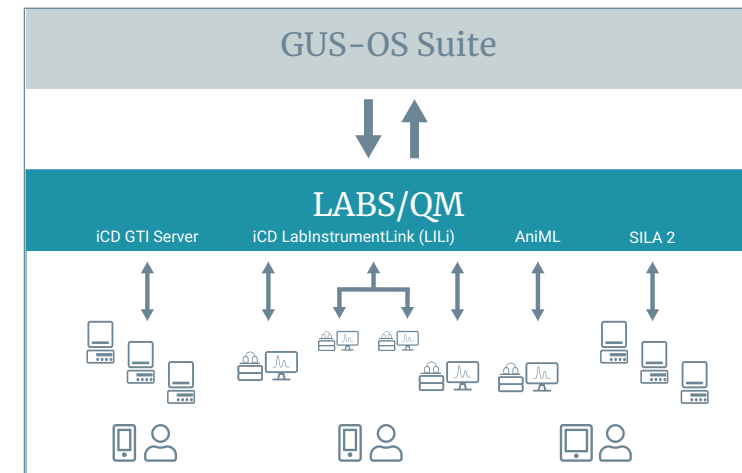 GUS-OS Suite
LABS/QM
iCD GTI Server iCD LabInstrumentLink (LILi) AniML SILA 2